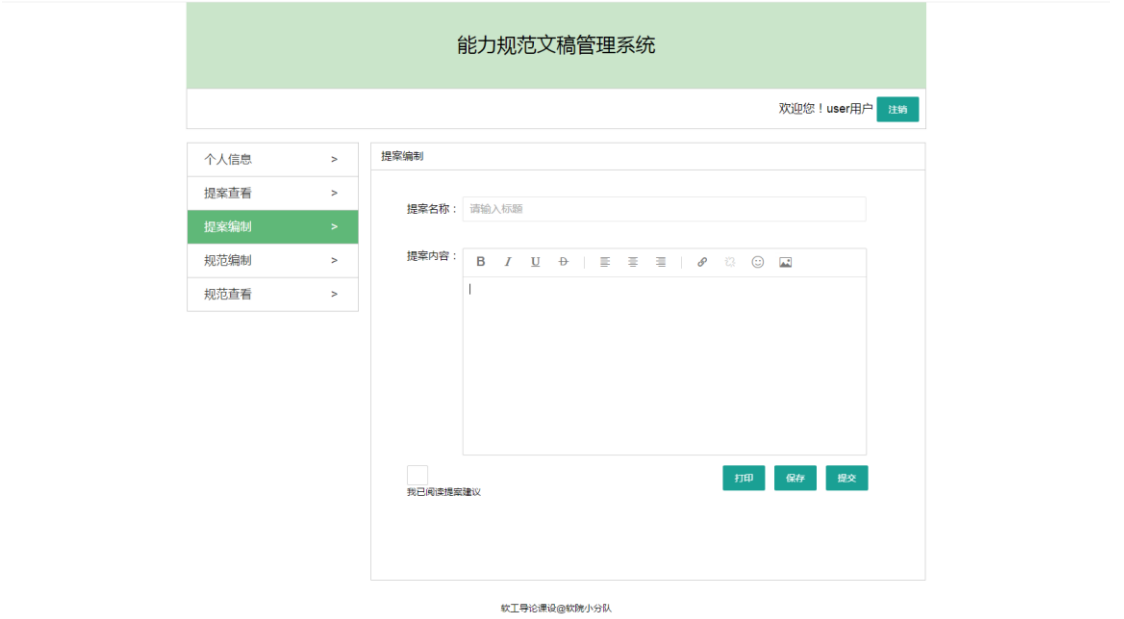 能力规范文稿管理系统
欢迎您！user用户 注销
个人信息 >
提案查看 >
提案编制 >
规范编制 >
规范查看 >
提案编制
提案名称： 请输入标题
提案内容： B I U D
我已阅读提案建议
打印 保存 提交
软工导论课设@软院小分队